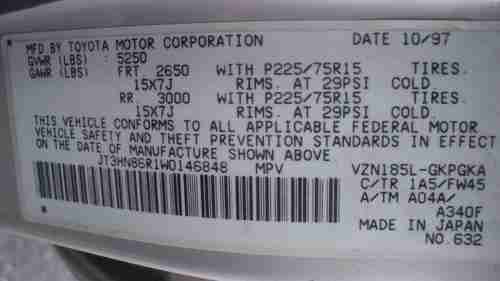 MFD BY TOYOTA MOTOR CORPORATION DATE 10/97
GVWR (LBS) : 5250
GAWR (LBS) FRT 2650 WITH P225/75R15 TIRES.
15X7J RIMS. AT 29PSI COLD.
RR 3000 WITH P225/75R15 TIRES.
15X7J RIMS. AT 29PSI COLD.
THIS VEHICLE CONFORMS TO ALL APPLICABLE FEDERAL MOTOR
VEHICLE SAFETY AND THEFT PREVENTION STANDARDS IN EFFECT
ON THE DATE OF MANUFACTURE SHOWN ABOVE.
JT3HN86R1W0146848 MPV VZN185L-GKPGKA
C/TR 1A5/FW45
A/TM A04A/
A340F
MADE IN JAPAN
NO.632